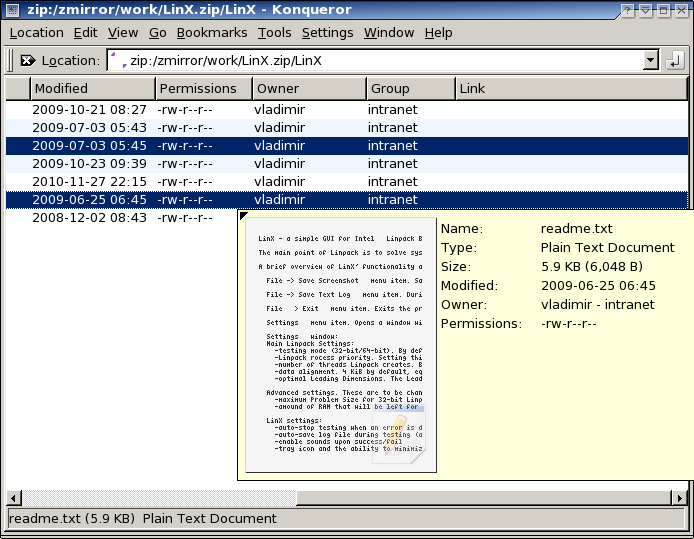 zip:/zmirror/work/LinX.zip/LinX - Konqueror
Location Edit View Go Bookmarks Tools Settings Window Help
Location: zip:/zmirror/work/LinX.zip/LinX
Modified Permissions Owner Group Link
2009-10-21 08:27 -rw-r--r-- vladimir intranet
2009-07-03 05:43 -rw-r--r-- vladimir intranet
2009-07-03 05:45 -rw-r--r-- vladimir intranet
2009-10-23 09:39 -rw-r--r-- vladimir intranet
2010-11-27 22:15 -rw-r--r-- vladimir intranet
2009-06-25 06:45 -rw-r--r-- vladimir intranet
2008-12-02 08:43 -rw-r--r--
LinX - a simple GUI for Intel Linpack B
The main point of Linpack is to solve sys
A brief overview of LinX' functionality a
File -> Save Screenshot menu item. Sa
File -> Save Text Log menu item. Duri
File > Exit menu item. Exits the pr
Settings menu item. Opens a window wi
Settings window:
Main Linpack Settings:
-testing mode (32-bit/64-bit). By def
-Linpack rocess priority. Setting thi
-number of threads Linpack creates. B
-data alignment. 4 KiB by default, eq
-optimal Leading Dimensions. The Lead
Advanced settings. These are to be chan
-maximum Problem Size for 32-bit Linp
-amound of RAM that will be left for
LinX settings:
-auto-stop testing when an error is d
-auto-save log file during testing (a
-enable sounds upon success/fail
-tray icon and the ability to minimiz
Name: readme.txt
Type: Plain Text Document
Size: 5.9 KB (6,048 B)
Modified: 2009-06-25 06:45
Owner: vladimir - intranet
Permissions: -rw-r--r--
readme.txt (5.9 KB) Plain Text Document